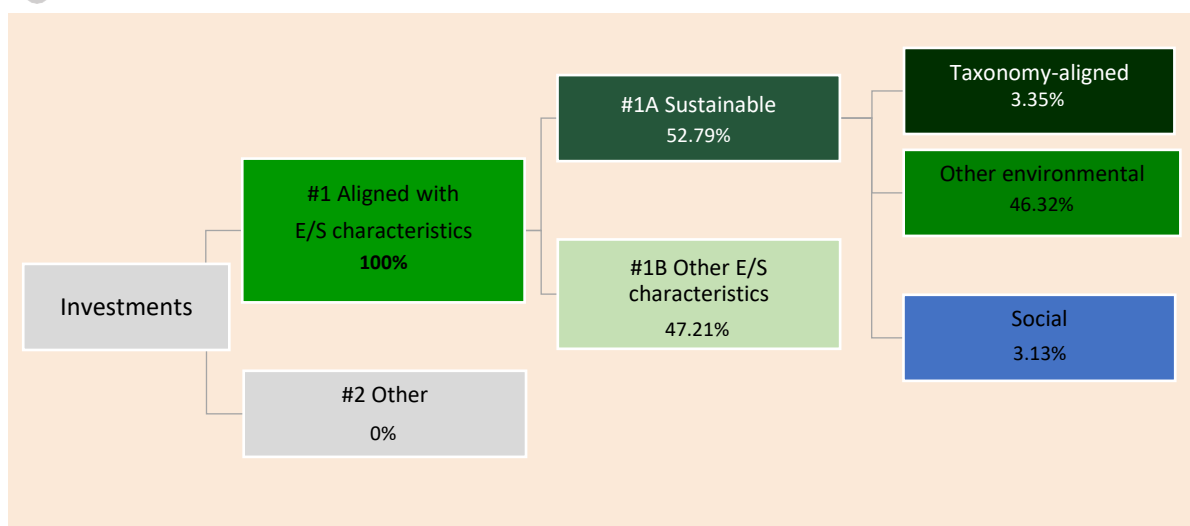 Investments
#1 Aligned with
E/S characteristics
100%
#2 Other
0%
#1A Sustainable
52.79%
#1B Other E/S
characteristics
47.21%
Taxonomy-aligned
3.35%
Other environmental
46.32%
Social
3.13%